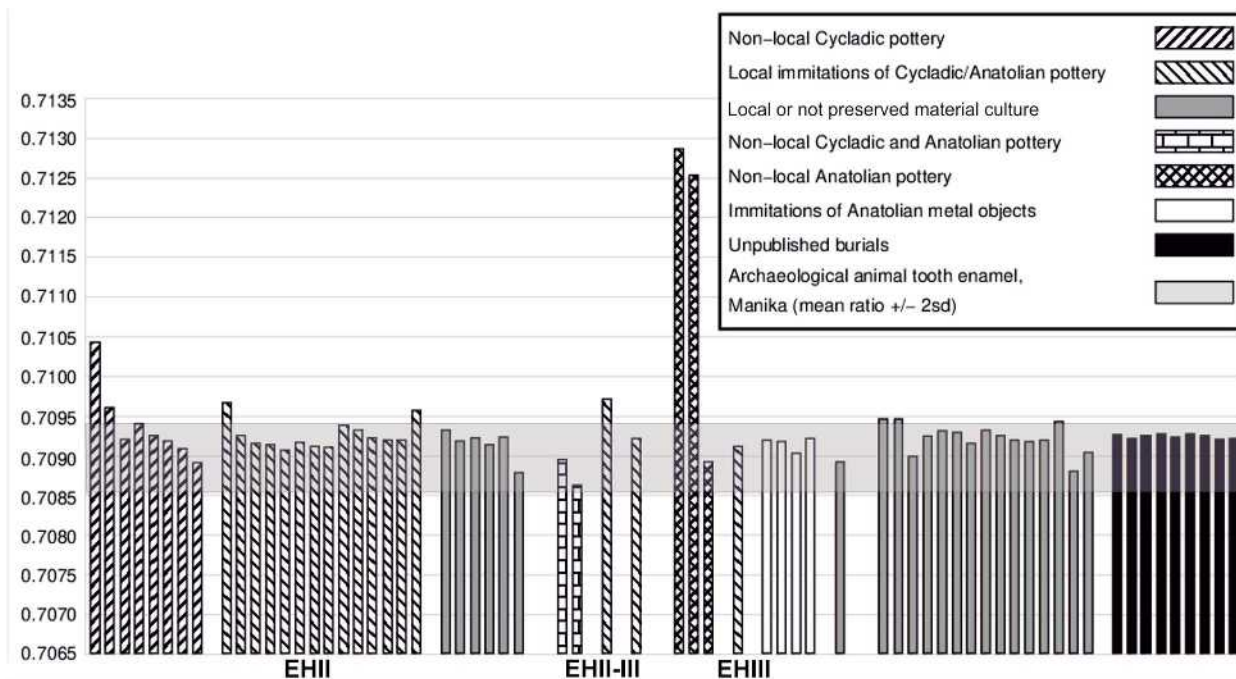 Non-local Cycladic pottery
Local immitations of Cycladic/Anatolian pottery
Local or not preserved material culture
Non-local Cycladic and Anatolian pottery
Non-local Anatolian pottery
Immitations of Anatolian metal objects
Unpublished burials
Archaeological animal tooth enamel,
Manika (mean ratio +/- 2sd)
0.7135
0.7130
0.7125
0.7120
0.7115
0.7110
0.7105
0.7100
0.7095
0.7090
0.7085
0.7080
0.7075
0.7070
0.7065
EHII EHII-III EHIII